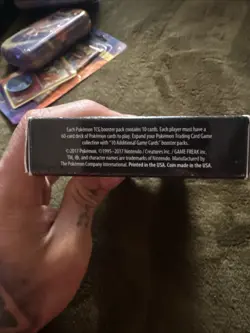 Each Pokémon TCG booster pack contains 10 cards. Each player must have a
60 card deck of Pokémon cards to play. Expand your Pokémon Trading Card Game
collection with "10 Additional Game Cards" booster packs.
©2017 Pokémon. ©1995–2017 Nintendo / Creatures Inc. / GAME FREAK inc.
TM, ®, and character names are trademarks of Nintendo. Manufactured by
The Pokémon Company International. Printed in the USA. Coin made in the USA.